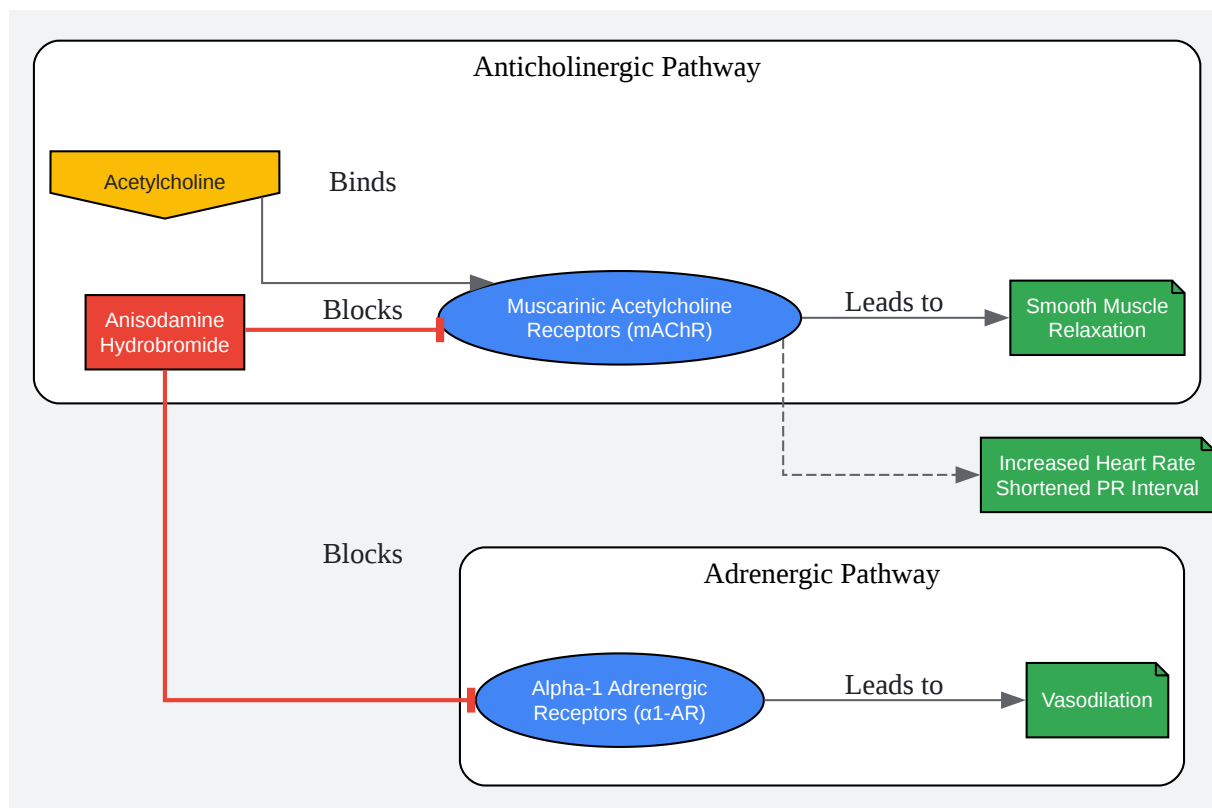 Anticholinergic Pathway
Acetylcholine
Binds
Anisodamine
Hydrobromide
Blocks
Muscarinic Acetylcholine
Receptors (mAChR)
Leads to
Smooth Muscle
Relaxation
Increased Heart Rate
Shortened PR Interval
Blocks
Adrenergic Pathway
Alpha-1 Adrenergic
Receptors (α1-AR)
Leads to
Vasodilation